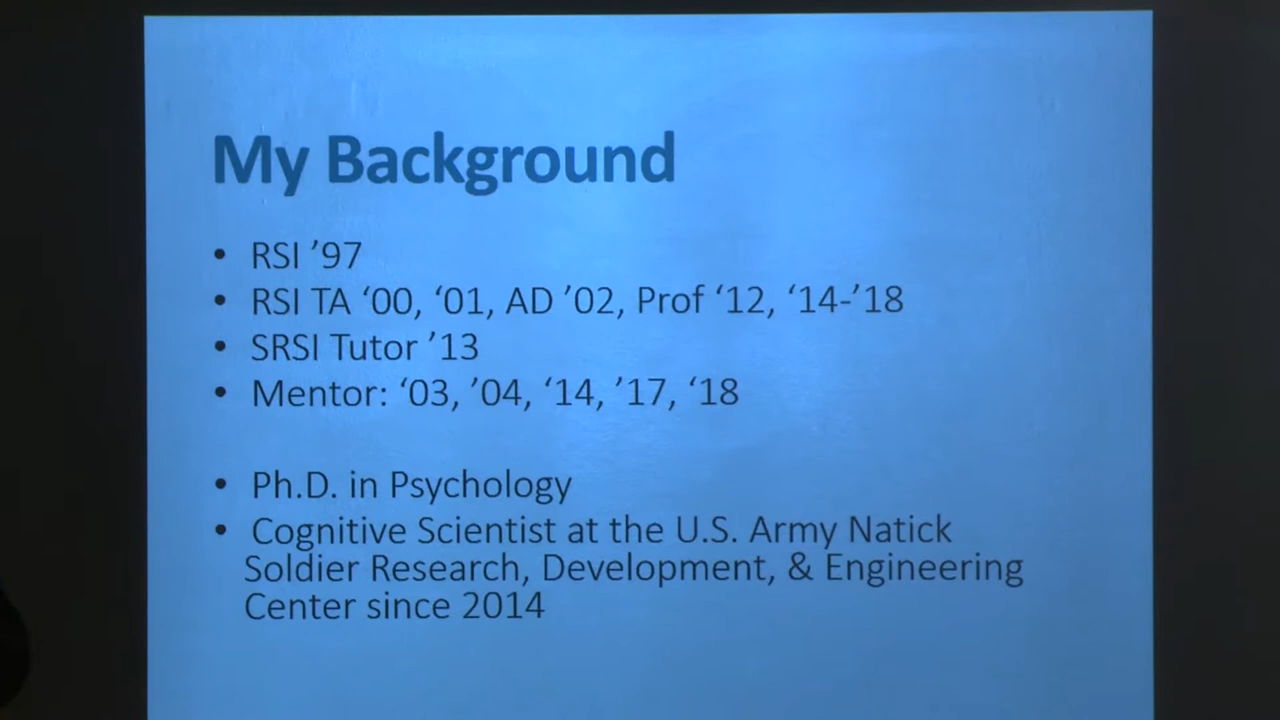 My Background
• RSI ’97
• RSI TA ‘00, ‘01, AD ’02, Prof ‘12, ‘14-’18
• SRSI Tutor ’13
• Mentor: ‘03, ’04, ‘14, ’17, ‘18
• Ph.D. in Psychology
• Cognitive Scientist at the U.S. Army Natick
Soldier Research, Development, & Engineering
Center since 2014